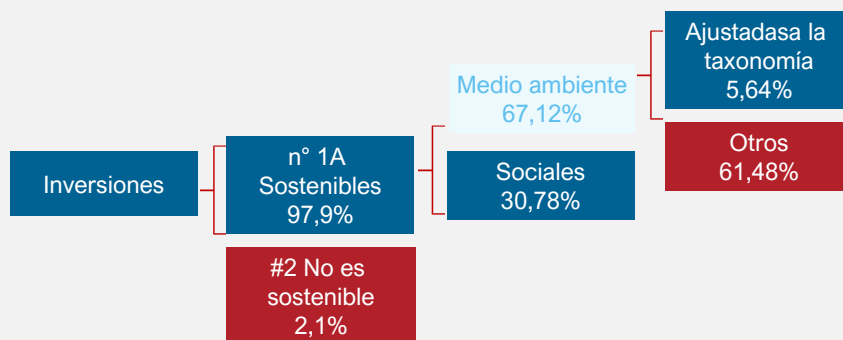 Inversiones
n° 1A
Sostenibles
97,9%
#2 No es
sostenible
2,1%
Medio ambiente
67,12%
Sociales
30,78%
Ajustadasa la
taxonomía
5,64%
Otros
61,48%